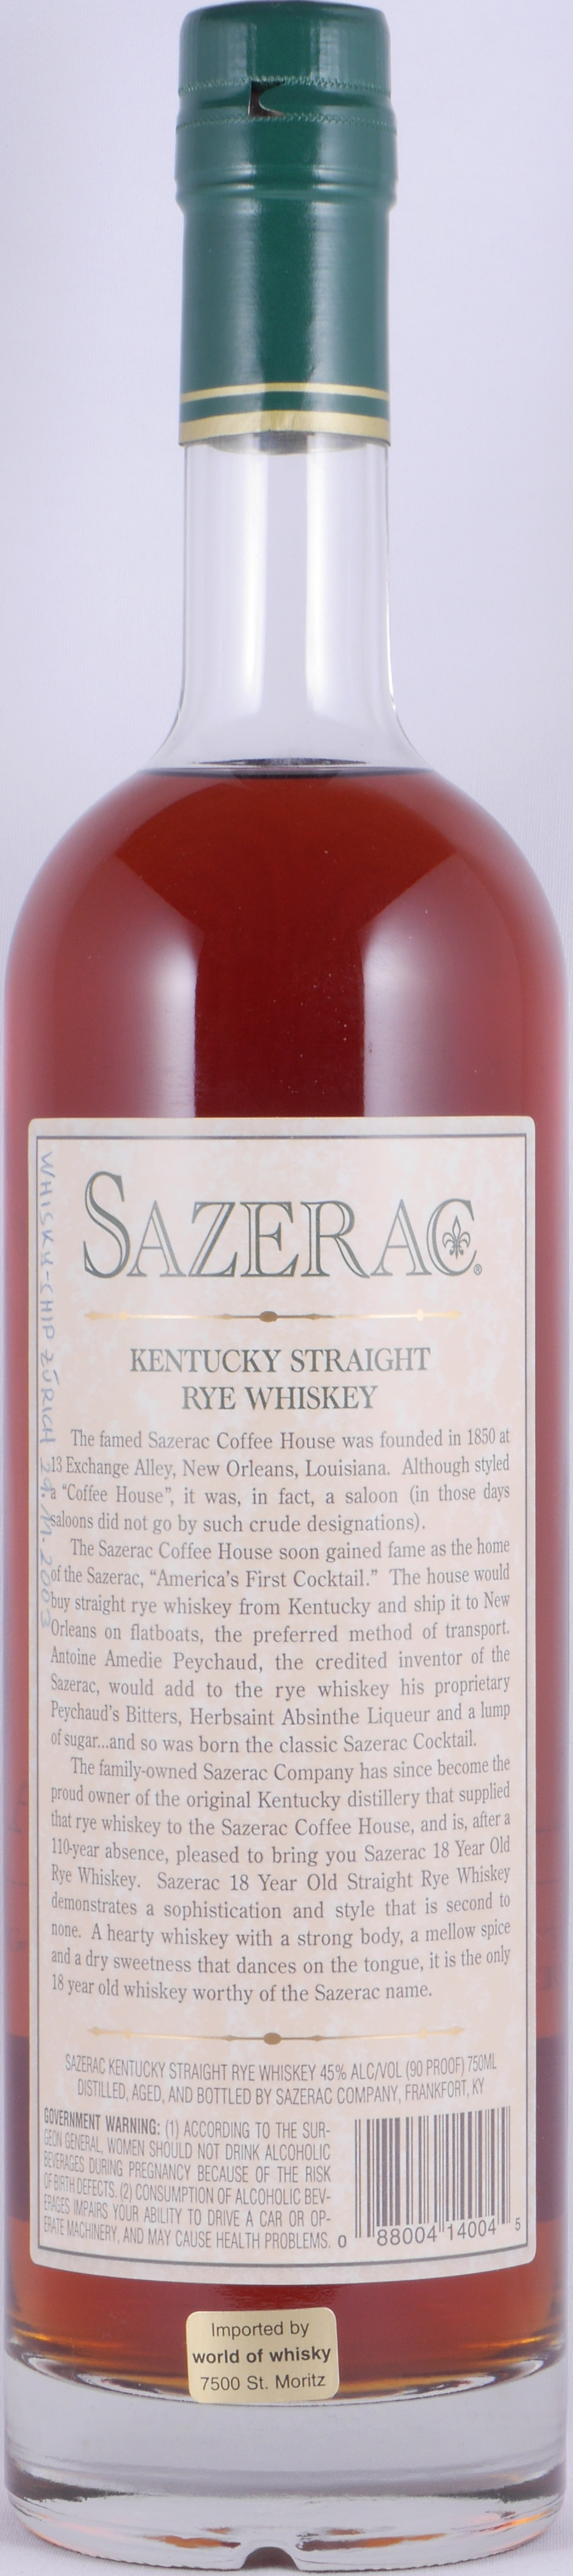 SAZERAC®
KENTUCKY STRAIGHT
RYE WHISKEY
The famed Sazerac Coffee House was founded in 1850 at
13 Exchange Alley, New Orleans, Louisiana. Although styled
a “Coffee House”, it was, in fact, a saloon (in those days
saloons did not go by such crude designations).
The Sazerac Coffee House soon gained fame as the home
of the Sazerac, “America’s First Cocktail.” The house would
buy straight rye whiskey from Kentucky and ship it to New
Orleans on flatboats, the preferred method of transport.
Antoine Amedie Peychaud, the credited inventor of the
Sazerac, would add to the rye whiskey his proprietary
Peychaud’s Bitters, Herbsaint Absinthe Liqueur and a lump
of sugar...and so was born the classic Sazerac Cocktail.
The family-owned Sazerac Company has since become the
proud owner of the original Kentucky distillery that supplied
that rye whiskey to the Sazerac Coffee House, and is, after a
110-year absence, pleased to bring you Sazerac 18 Year Old
Rye Whiskey. Sazerac 18 Year Old Straight Rye Whiskey
demonstrates a sophistication and style that is second to
none. A hearty whiskey with a strong body, a mellow spice
and a dry sweetness that dances on the tongue, it is the only
18 year old whiskey worthy of the Sazerac name.
SAZERAC KENTUCKY STRAIGHT RYE WHISKEY 45% ALC/VOL (90 PROOF) 750ML
DISTILLED, AGED, AND BOTTLED BY SAZERAC COMPANY, FRANKFORT, KY
GOVERNMENT WARNING: (1) ACCORDING TO THE SUR-
GEON GENERAL, WOMEN SHOULD NOT DRINK ALCOHOLIC
BEVERAGES DURING PREGNANCY BECAUSE OF THE RISK
OF BIRTH DEFECTS. (2) CONSUMPTION OF ALCOHOLIC BEV-
ERAGES IMPAIRS YOUR ABILITY TO DRIVE A CAR OR OP-
ERATE MACHINERY, AND MAY CAUSE HEALTH PROBLEMS.
0 88004 14004 5
WHISKY-CHIP ZÜRICH 2003
Imported by
world of whisky
7500 St. Moritz